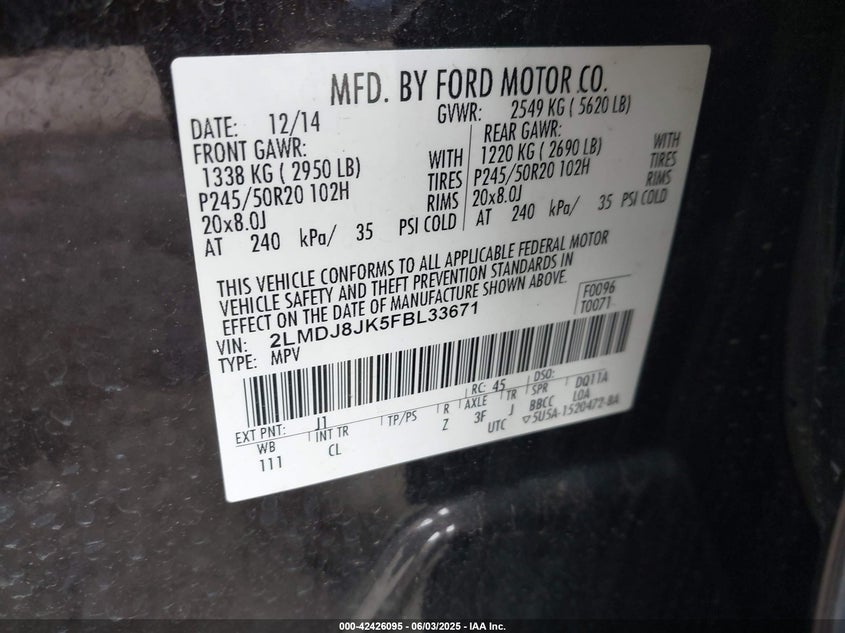 MFD. BY FORD MOTOR CO.
DATE: 12/14 GVWR: 2549 KG ( 5620 LB)
FRONT GAWR: REAR GAWR:
1338 KG ( 2950 LB) WITH 1220 KG ( 2690 LB) WITH
P245/50R20 102H TIRES P245/50R20 102H TIRES
20x8.0J RIMS 20x8.0J RIMS
AT 240 kPa/ 35 PSI COLD AT 240 kPa/ 35 PSI COLD
THIS VEHICLE CONFORMS TO ALL APPLICABLE FEDERAL MOTOR
VEHICLE SAFETY AND THEFT PREVENTION STANDARDS IN
EFFECT ON THE DATE OF MANUFACTURE SHOWN ABOVE.
VIN: 2LMDJ8JK5FBL33671 F0096
TYPE: MPV T0071
EXT PNT: J1 RC: 45 DSO:
WB INT TR TP/PS R AXLE TR SPR DQ11A
111 CL Z 3F J BBCC LOA
UTC ▽5U5A-1520472-BA
000-42426095 - 06/03/2025 - IAA Inc.